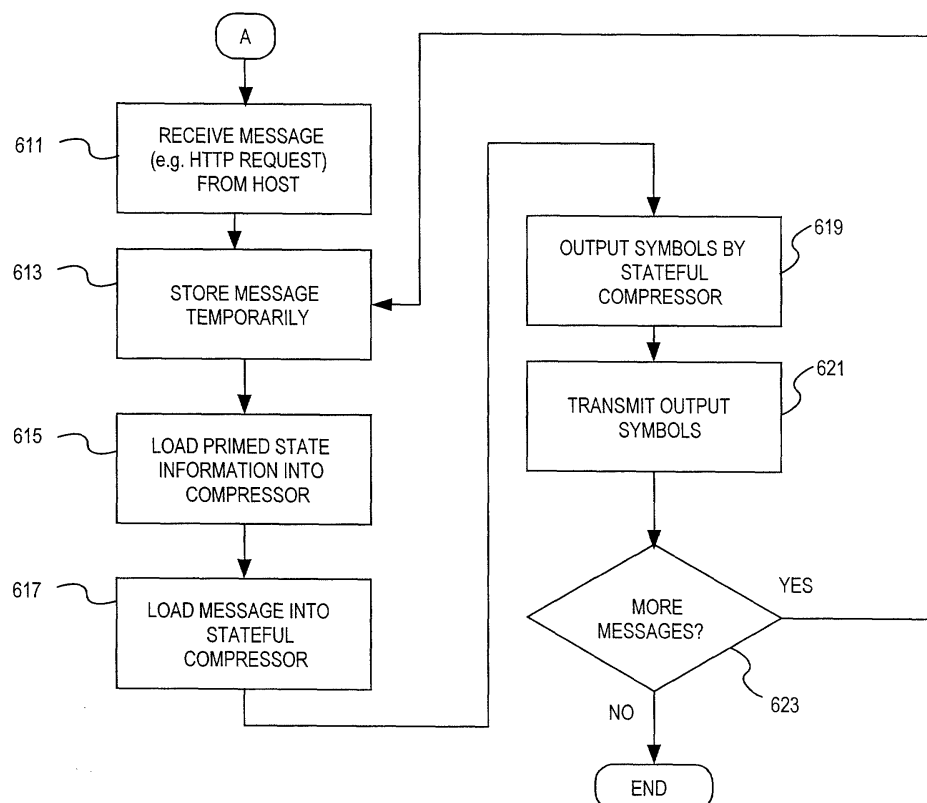 A
611
RECEIVE MESSAGE
(e.g. HTTP REQUEST)
FROM HOST
613
STORE MESSAGE
TEMPORARILY
615
LOAD PRIMED STATE
INFORMATION INTO
COMPRESSOR
617
LOAD MESSAGE INTO
STATEFUL
COMPRESSOR
619
OUTPUT SYMBOLS BY
STATEFUL
COMPRESSOR
621
TRANSMIT OUTPUT
SYMBOLS
YES
MORE
MESSAGES?
623
NO
END